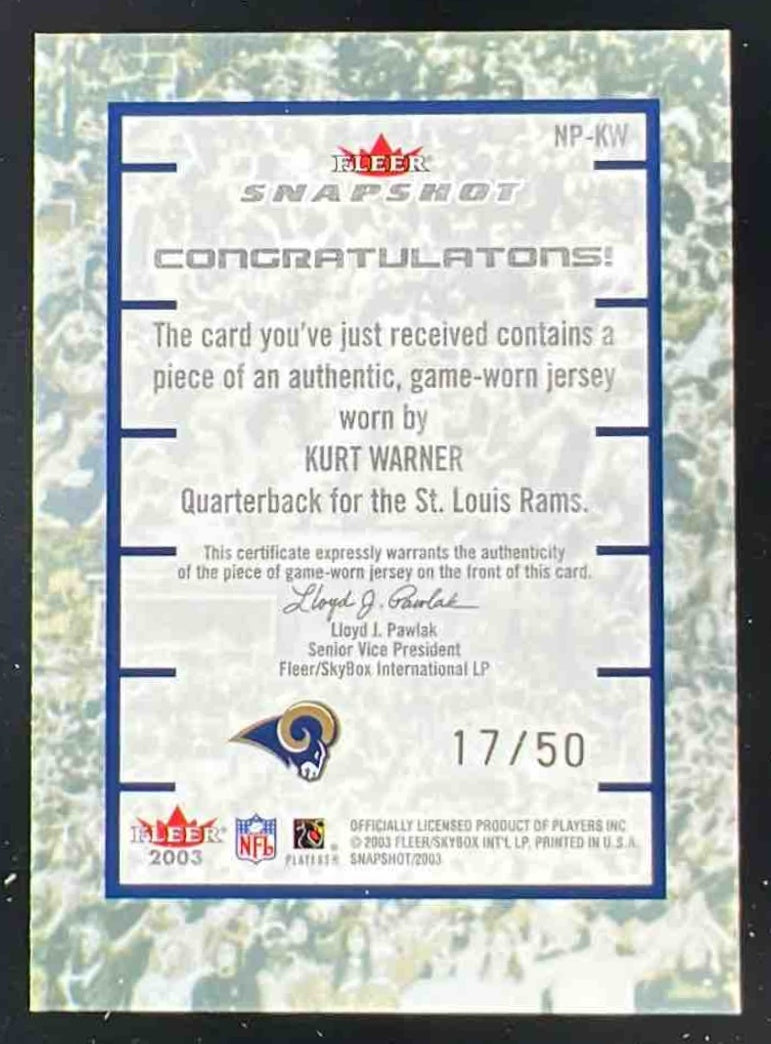 NP-KW
FLEER
SNAPSHOT
CONGRATULATONS!
The card you've just received contains a
piece of an authentic, game-worn jersey
worn by
KURT WARNER
Quarterback for the St. Louis Rams.
This certificate expressly warrants the authenticity
of the piece of game-worn jersey on the front of this card.
Lloyd J. Pawlak
Lloyd J. Pawlak
Senior Vice President
Fleer/SkyBox International LP
17/50
FLEER®
2003
NFL
PLAYERS
OFFICIALLY LICENSED PRODUCT OF PLAYERS INC
© 2003 FLEER/SKYBOX INT'L LP. PRINTED IN U.S.A.
SNAPSHOT/2003